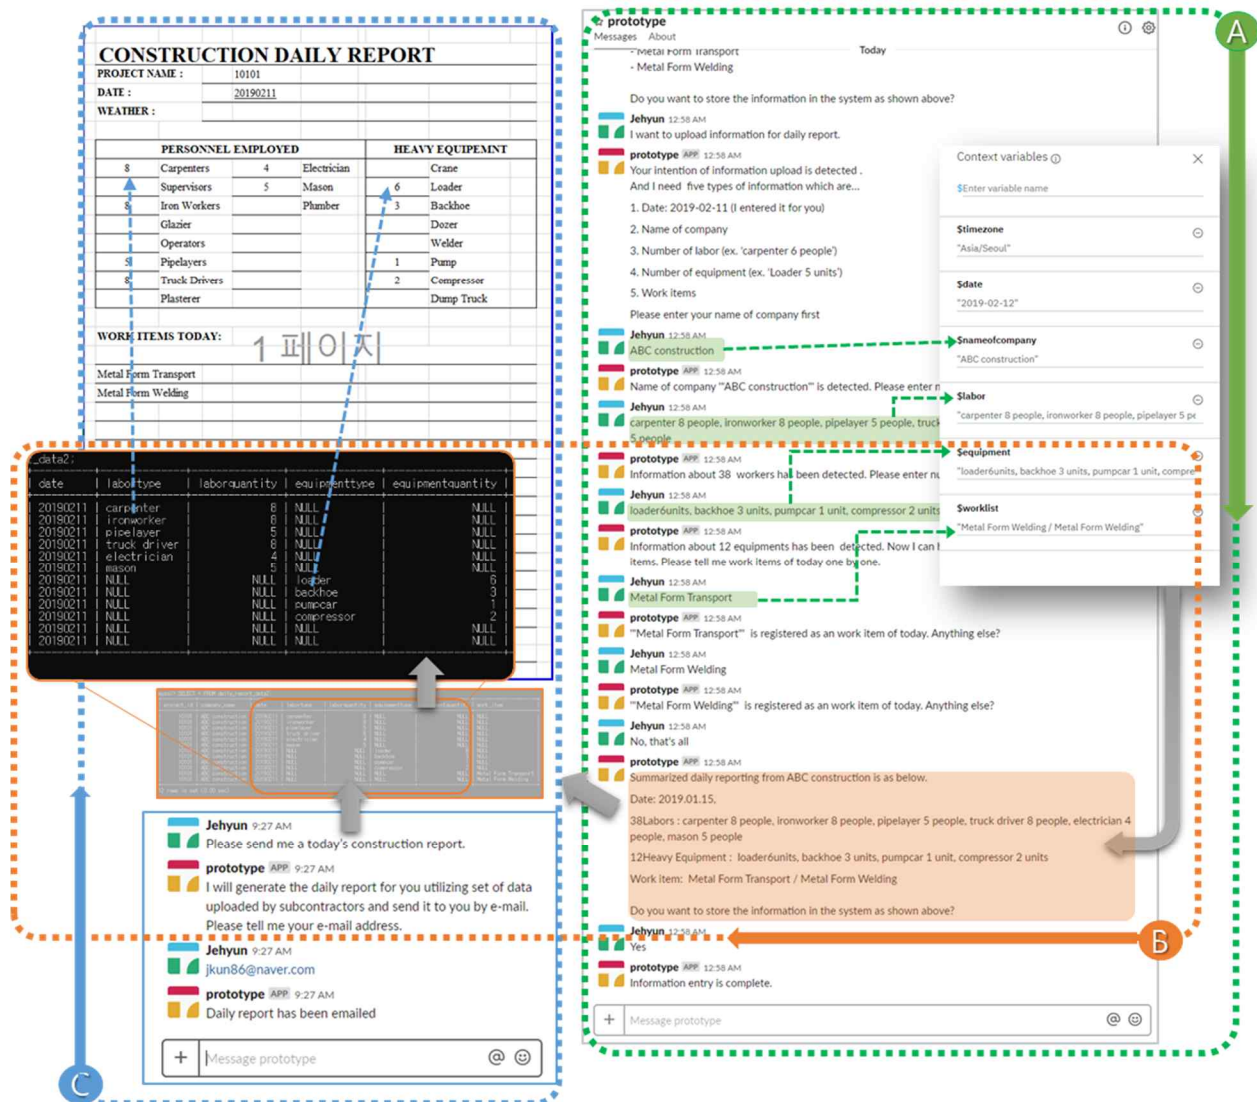 CONSTRUCTION DAILY REPORT
PROJECT NAME : 10101
DATE : 20190211
WEATHER :
PERSONNEL EMPLOYED HEAVY EQUIPEMNT
8 Carpenters 4 Electrician Crane
Supervisors 5 Mason 6 Loader
8 Iron Workers Plumber 3 Backhoe
Glazier Dozer
Operators Welder
5 Pipelayers 1 Pump
8 Truck Drivers 2 Compressor
Plasterer Dump Truck
WORK ITEMS TODAY:
1 페이지
Metal Form Transport
Metal Form Welding
_data2;
date | labortype | laborquantity | equipmenttype | equipmentquantity |
20190211 | carpenter | 8 | NULL | NULL |
20190211 | ironworker | 8 | NULL | NULL |
20190211 | pipelayer | 5 | NULL | NULL |
20190211 | truck driver | 8 | NULL | NULL |
20190211 | electrician | 4 | NULL | NULL |
20190211 | mason | 5 | NULL | NULL |
20190211 | NULL | NULL | loader | 6 |
20190211 | NULL | NULL | backhoe | 3 |
20190211 | NULL | NULL | pumpcar | 1 |
20190211 | NULL | NULL | compressor | 2 |
20190211 | NULL | NULL | NULL | NULL |
20190211 | NULL | NULL | NULL | NULL |
Jehyun 9:27 AM
Please send me a today's construction report.
prototype APP 9:27 AM
I will generate the daily report for you utilizing set of data
uploaded by subcontractors and send it to you by e-mail.
Please tell me your e-mail address.
Jehyun 9:27 AM
jkun86@naver.com
prototype APP 9:27 AM
Daily report has been emailed
+ Message prototype @
C
prototype
Messages About
Today
- Metal Form Transport
- Metal Form Welding
Do you want to store the information in the system as shown above?
Jehyun 12:58 AM
I want to upload information for daily report.
prototype APP 12:58 AM
Your intention of information upload is detected .
And I need five types of information which are...
1. Date: 2019-02-11 (I entered it for you)
2. Name of company
3. Number of labor (ex. 'carpenter 6 people')
4. Number of equipment (ex. 'Loader 5 units')
5. Work items
Please enter your name of company first
Jehyun 12:58 AM
ABC construction
prototype APP 12:58 AM
Name of company '"ABC construction"' is detected. Please enter
Jehyun 12:58 AM
carpenter 8 people, ironworker 8 people, pipelayer 5 people, truck
5 people
prototype APP 12:58 AM
Information about 38 workers has been detected. Please enter
Jehyun 12:58 AM
loader6units, backhoe 3 units, pumpcar 1 unit, compressor 2 units
prototype APP 12:58 AM
Information about 12 equipments has been detected. Now I can
items. Please tell me work items of today one by one.
Jehyun 12:58 AM
Metal Form Transport
prototype APP 12:58 AM
'"Metal Form Transport"' is registered as an work item of today. Anything else?
Jehyun 12:58 AM
Metal Form Welding
prototype APP 12:58 AM
'"Metal Form Welding"' is registered as an work item of today. Anything else?
Jehyun 12:58 AM
No, that's all
prototype APP 12:58 AM
Summarized daily reporting from ABC construction is as below.
Date: 2019.01.15,
38Labors : carpenter 8 people, ironworker 8 people, pipelayer 5 people, truck driver 8 people, electrician 4
people, mason 5 people
12Heavy Equipment : loader6units, backhoe 3 units, pumpcar 1 unit, compressor 2 units
Work item: Metal Form Transport / Metal Form Welding
Do you want to store the information in the system as shown above?
Jehyun 12:58 AM
Yes
prototype APP 12:58 AM
Information entry is complete.
+ Message prototype @
Context variables
$Enter variable name
$timezone
"Asia/Seoul"
$date
"2019-02-12"
$nameofcompany
"ABC construction"
$labor
"carpenter 8 people, ironworker 8 people, pipelayer 5 pe
$equipment
"loader6units, backhoe 3 units, pumpcar 1 unit, compre
$worklist
"Metal Form Welding / Metal Form Welding"
A
B